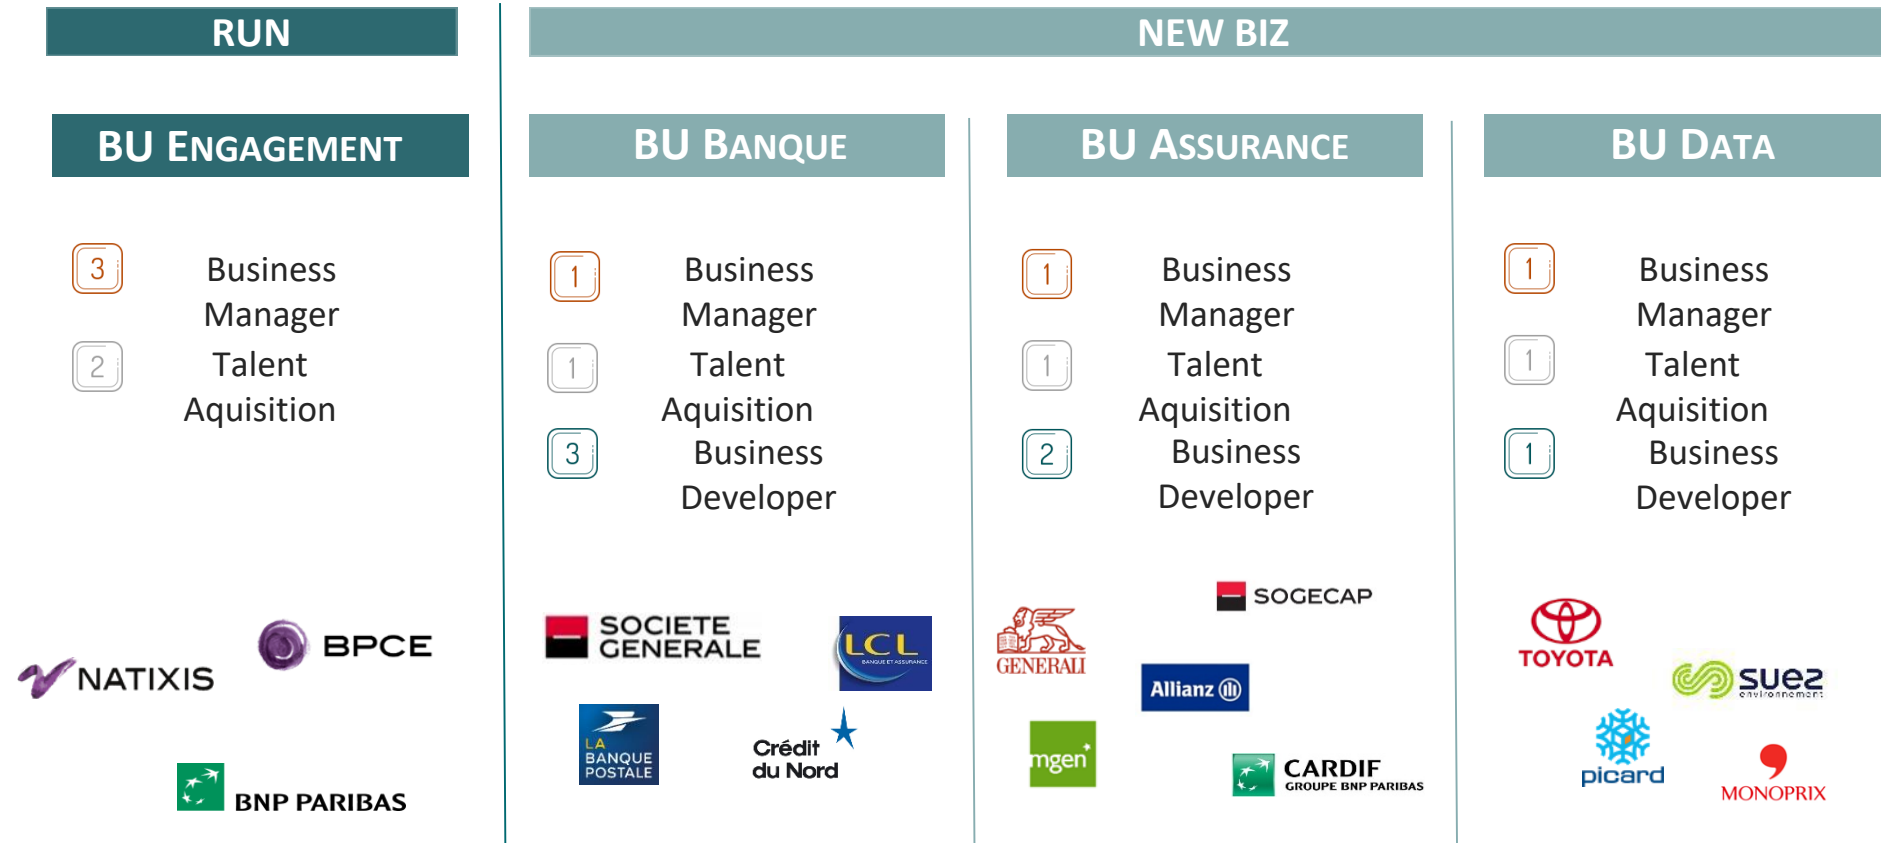 RUN
NEW BIZ
BU ENGAGEMENT
3 Business
Manager
2 Talent
Aquisition
NATIXIS
BPCE
BNP PARIBAS
BU BANQUE
1 Business
Manager
1 Talent
Aquisition
3 Business
Developer
SOCIETE
GENERALE
LCL
BANQUE ET ASSURANCE
LA
BANQUE
POSTALE
Crédit
du Nord
BU ASSURANCE
1 Business
Manager
1 Talent
Aquisition
2 Business
Developer
SOGECAP
GENERALI
Allianz
mgen
CARDIF
GROUPE BNP PARIBAS
BU DATA
1 Business
Manager
1 Talent
Aquisition
1 Business
Developer
TOYOTA
suez
environnement
picard
MONOPRIX